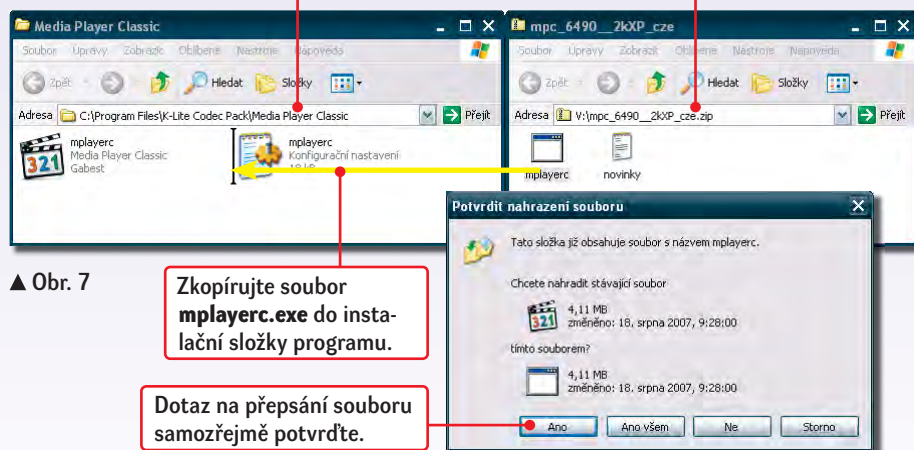 Media Player Classic
Soubor Úpravy Zobrazit Oblíbené Nástroje Nápověda
Zpět Hledat Složky
Adresa C:\Program Files\K-Lite Codec Pack\Media Player Classic Přejít
mplayerc
Media Player Classic
Gabest
mplayerc
Konfigurační nastavení
mpc_6490__2kXP_cze
Soubor Úpravy Zobrazit Oblíbené Nástroje Nápověda
Zpět Hledat Složky
Adresa V:\mpc_6490__2kXP_cze.zip Přejít
mplayerc novinky
▲ Obr. 7
Zkopírujte soubor
mplayerc.exe do insta-
lační složky programu.
Dotaz na přepsání souboru
samozřejmě potvrďte.
Potvrdit nahrazení souboru
Tato složka již obsahuje soubor s názvem mplayerc.
Chcete nahradit stávající soubor
4,11 MB
změněno: 18. srpna 2007, 9:28:00
tímto souborem?
4,11 MB
změněno: 18. srpna 2007, 9:28:00
Ano Ano všem Ne Storno